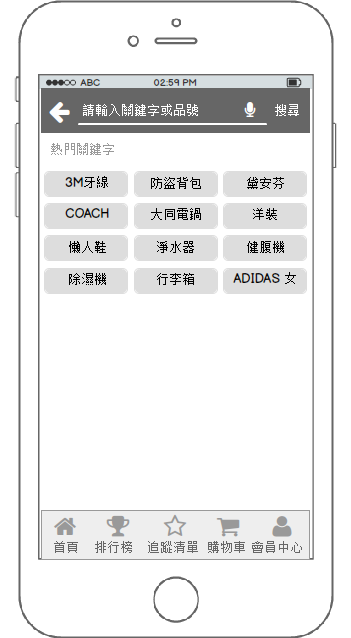 ABC 02:59 PM
請輸入關鍵字或品號 搜尋
熱門關鍵字
3M牙線 防盜背包 黛安芬
COACH 大同電鍋 洋裝
懶人鞋 淨水器 健腹機
除濕機 行李箱 ADIDAS 女
首頁 排行榜 追蹤清單 購物車 會員中心